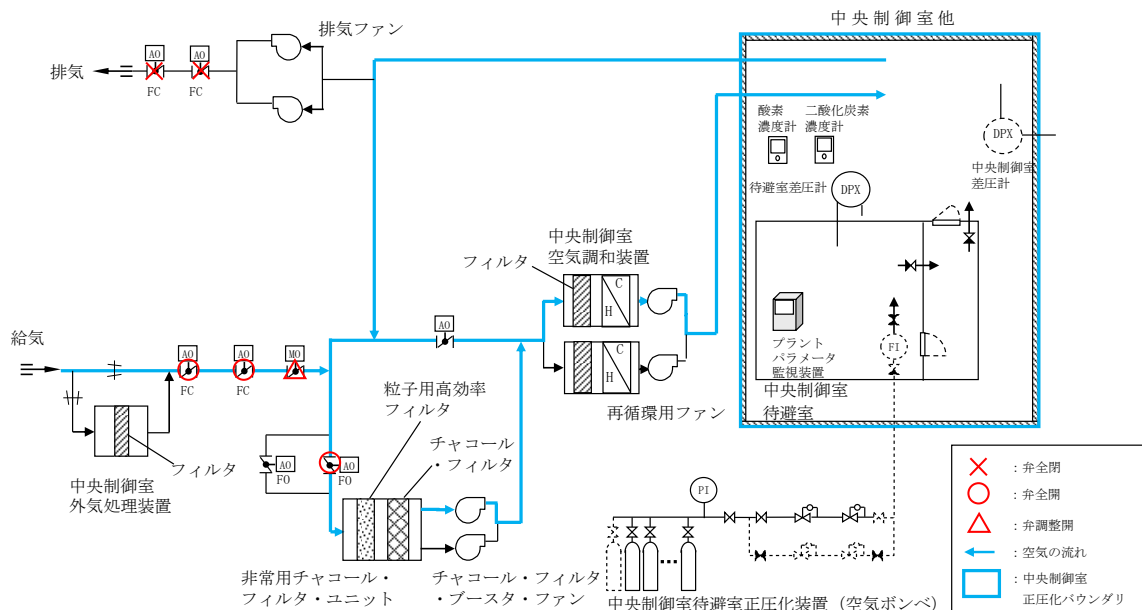 中央制御室他
排気ファン
排気
AO
AO
FC
FC
酸素
濃度計
二酸化炭素
濃度計
DPX
中央制御室
差圧計
待避室差圧計
DPX
中央制御室
空気調和装置
フィルタ
C
H
C
H
再循環用ファン
AO
給気
AO
AO
MO
FC
FC
フィルタ
中央制御室
外気処理装置
粒子用高効率
フィルタ
チャコール
・フィルタ
AO
FO
AO
FO
非常用チャコール・
フィルタ・ユニット
チャコール・フィルタ
・ブースタ・ファン
プラント
パラメータ
監視装置
中央制御室
待避室
FI
PI
中央制御室待避室正圧化装置（空気ボンベ）
：弁全閉
：弁全開
：弁調整開
：空気の流れ
：中央制御室
正圧化バウンダリ